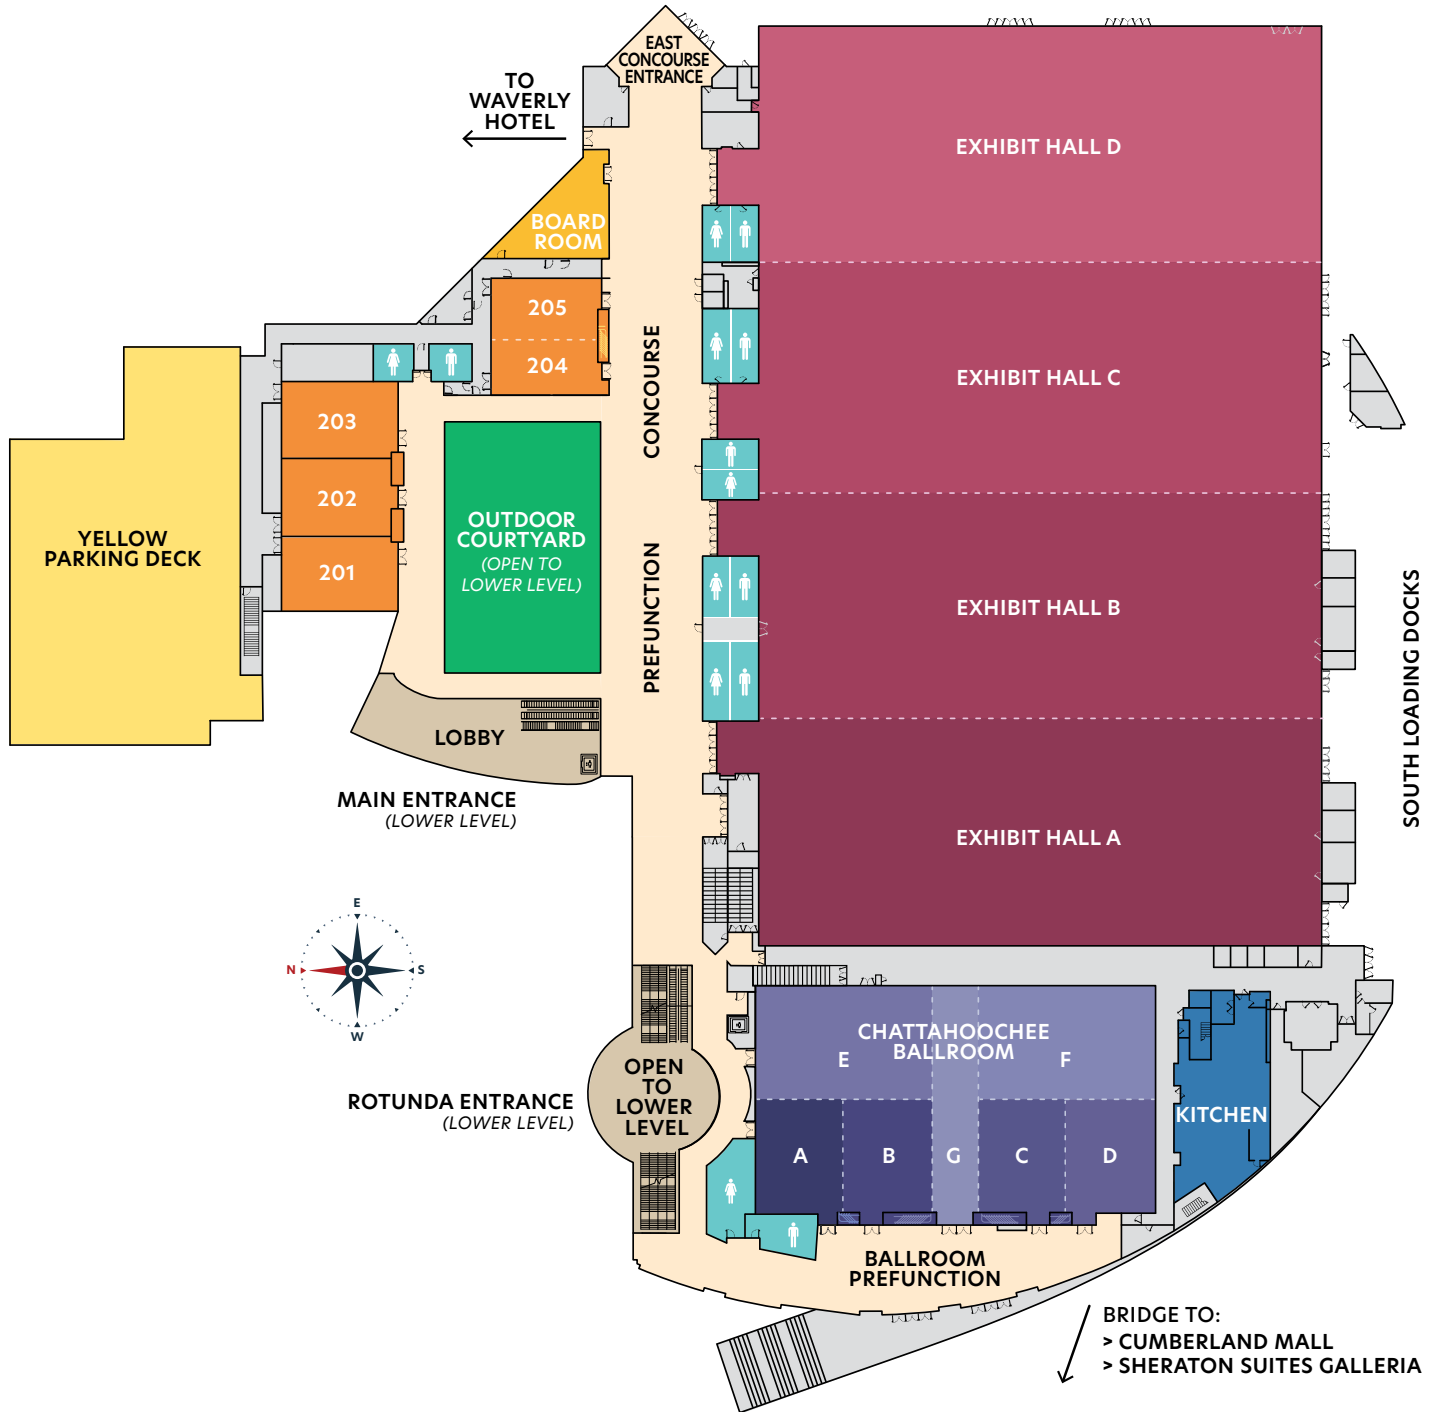 EAST
CONCOURSE
ENTRANCE
TO
WAVERLY
HOTEL
EXHIBIT HALL D
BOARD
ROOM
205
204
CONCOURSE
EXHIBIT HALL C
203
202
201
YELLOW
PARKING DECK
OUTDOOR
COURTYARD
(OPEN TO
LOWER LEVEL)
PREFUNCTION
EXHIBIT HALL B
SOUTH LOADING DOCKS
LOBBY
MAIN ENTRANCE
(LOWER LEVEL)
EXHIBIT HALL A
E
N
S
W
CHATTAHOOCHEE
BALLROOM
E
F
OPEN
TO
LOWER
LEVEL
ROTUNDA ENTRANCE
(LOWER LEVEL)
KITCHEN
A
B
G
C
D
BALLROOM
PREFUNCTION
BRIDGE TO:
> CUMBERLAND MALL
> SHERATON SUITES GALLERIA